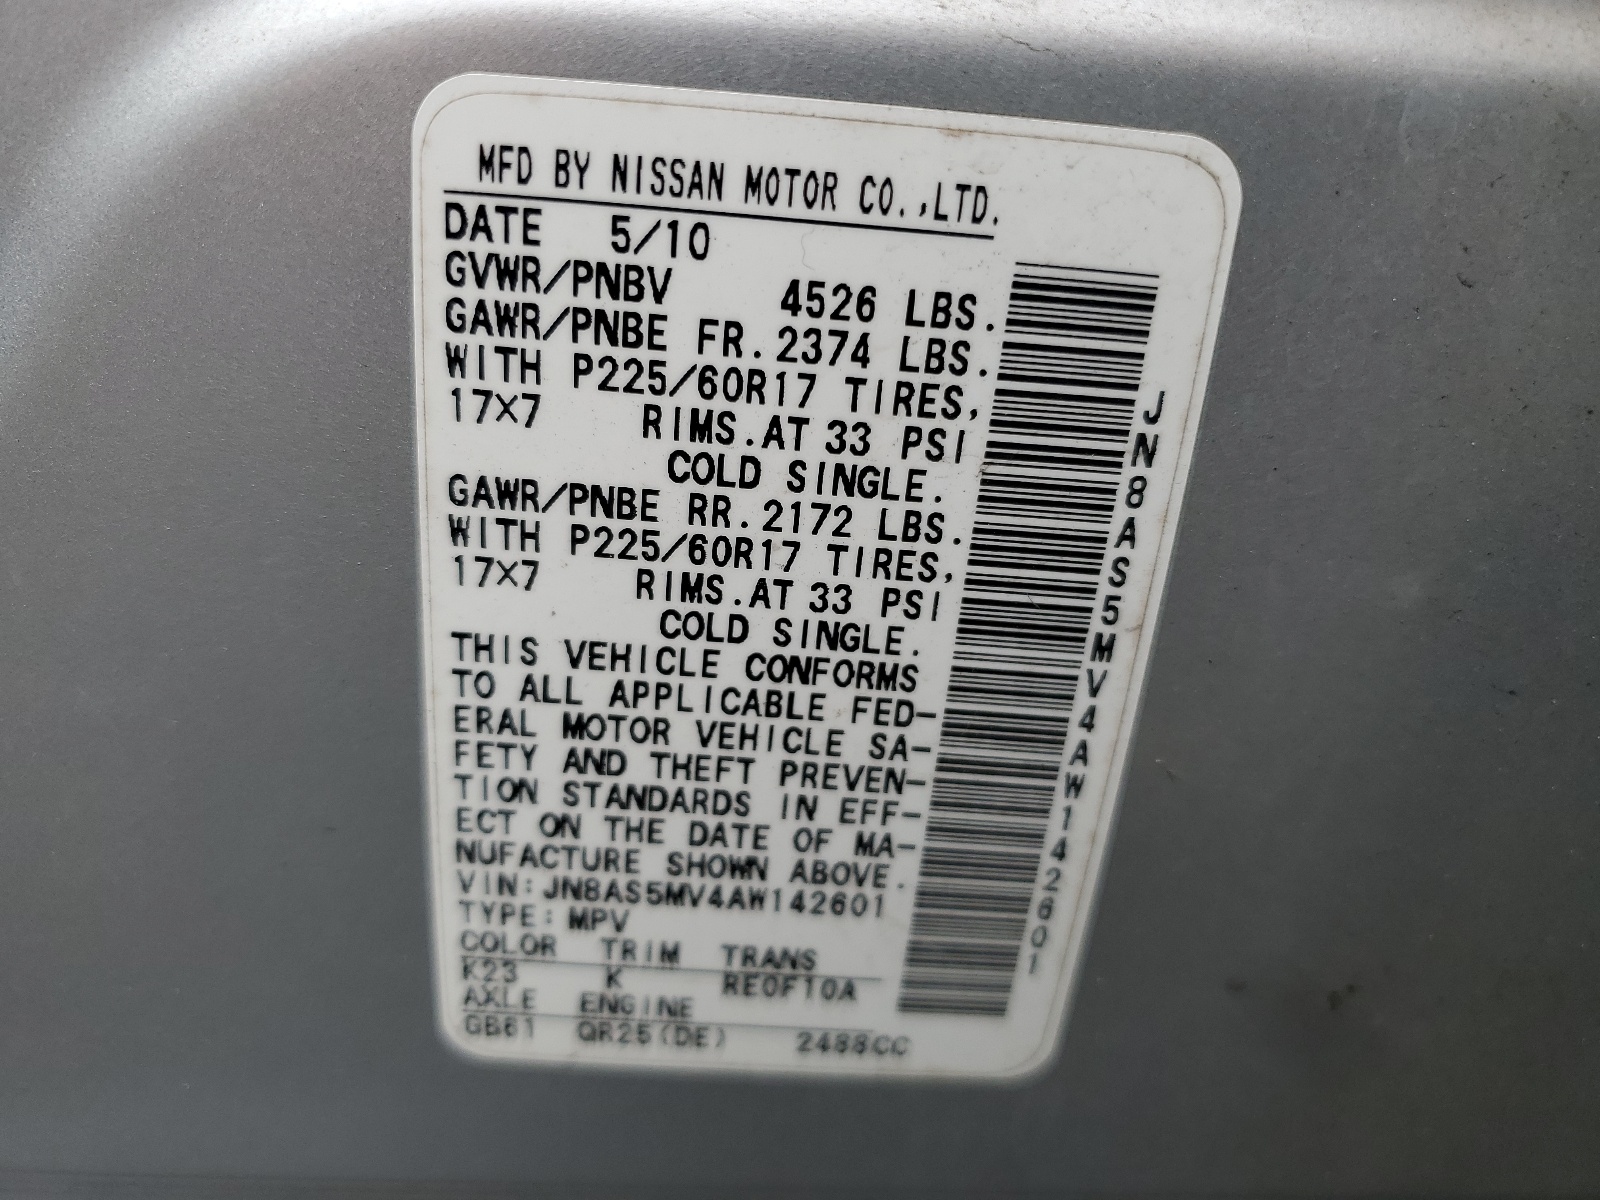 MFD BY NISSAN MOTOR CO.,LTD.
DATE 5/10
GVWR/PNBV 4526 LBS.
GAWR/PNBE FR. 2374 LBS.
WITH P225/60R17 TIRES,
17X7 RIMS. AT 33 PSI
COLD SINGLE.
GAWR/PNBE RR. 2172 LBS.
WITH P225/60R17 TIRES,
17X7 RIMS. AT 33 PSI
COLD SINGLE.
THIS VEHICLE CONFORMS
TO ALL APPLICABLE FED-
ERAL MOTOR VEHICLE SA-
FETY AND THEFT PREVEN-
TION STANDARDS IN EFF-
ECT ON THE DATE OF MA-
NUFACTURE SHOWN ABOVE.
VIN: JN8AS5MV4AW142601
TYPE: MPV
COLOR TRIM TRANS
K23 K RE0F10A
AXLE ENGINE
GB61 QR25(DE) 2488CC
JN8AS5MV4AW142601